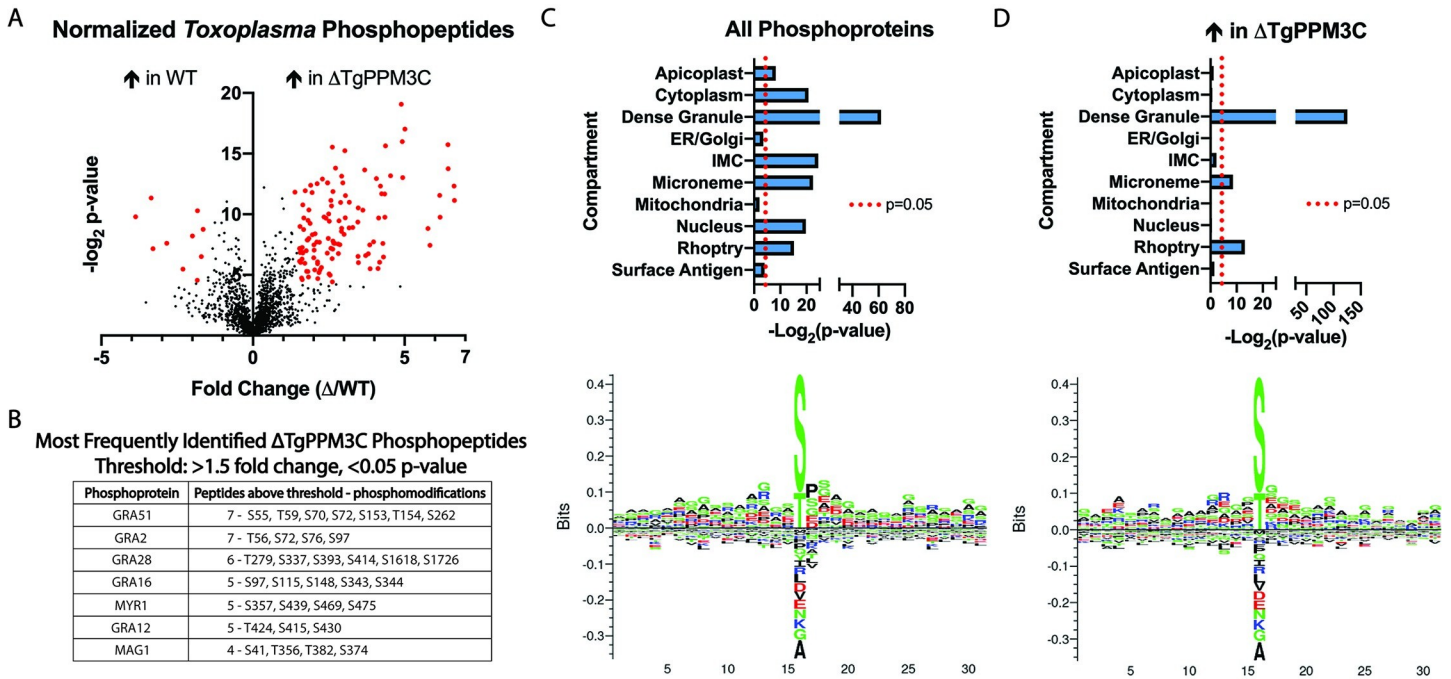 A
Normalized Toxoplasma Phosphopeptides
↑ in WT
↑ in ΔTgPPM3C
20
15
10
5
-log2 p-value
-5
0
5
7
Fold Change (Δ/WT)
B
Most Frequently Identified ΔTgPPM3C Phosphopeptides
Threshold: >1.5 fold change, <0.05 p-value
Phosphoprotein Peptides above threshold - phosphomodifications
GRA51 7 - S55, T59, S70, S72, S153, T154, S262
GRA2 7 - T56, S72, S76, S97
GRA28 6 - T279, S337, S393, S414, S1618, S1726
GRA16 5 - S97, S115, S148, S343, S344
MYR1 5 - S357, S439, S469, S475
GRA12 5 - T424, S415, S430
MAG1 4 - S41, T356, T382, S374
C
All Phosphoproteins
Compartment
Apicoplast
Cytoplasm
Dense Granule
ER/Golgi
IMC
Microneme
Mitochondria
Nucleus
Rhoptry
Surface Antigen
p=0.05
0 10 20 40 60 80
-Log2(p-value)
Bits
0.4
0.3
0.2
0.1
0.0
-0.1
-0.2
-0.3
S
T
P
G
R
R
L
V
D
E
N
K
G
A
5 10 15 20 25 30
D
↑ in ΔTgPPM3C
Compartment
Apicoplast
Cytoplasm
Dense Granule
ER/Golgi
IMC
Microneme
Mitochondria
Nucleus
Rhoptry
Surface Antigen
p=0.05
0 10 20 50 100 150
-Log2(p-value)
Bits
0.4
0.3
0.2
0.1
0.0
-0.1
-0.2
-0.3
S
T
R
L
V
D
E
N
K
G
A
5 10 15 20 25 30